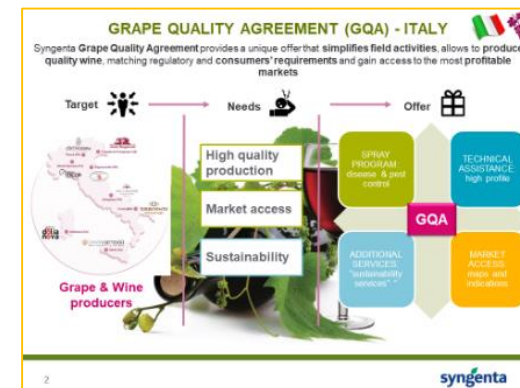 GRAPE QUALITY AGREEMENT (GQA) - ITALY
Syngenta Grape Quality Agreement provides a unique offer that simplifies field activities, allows to produce
quality wine, matching regulatory and consumers' requirements and gain access to the most profitable
markets
Target
Needs
Offer
High quality
production
Market access
Sustainability
Grape & Wine
producers
SPRAY
PROGRAM:
disease & pest
control
TECHNICAL
ASSISTANCE:
high profile
GQA
ADDITIONAL
SERVICES:
"sustainability
services"
MARKET
ACCESS:
maps and
indications
dolia
nova
2
syngenta